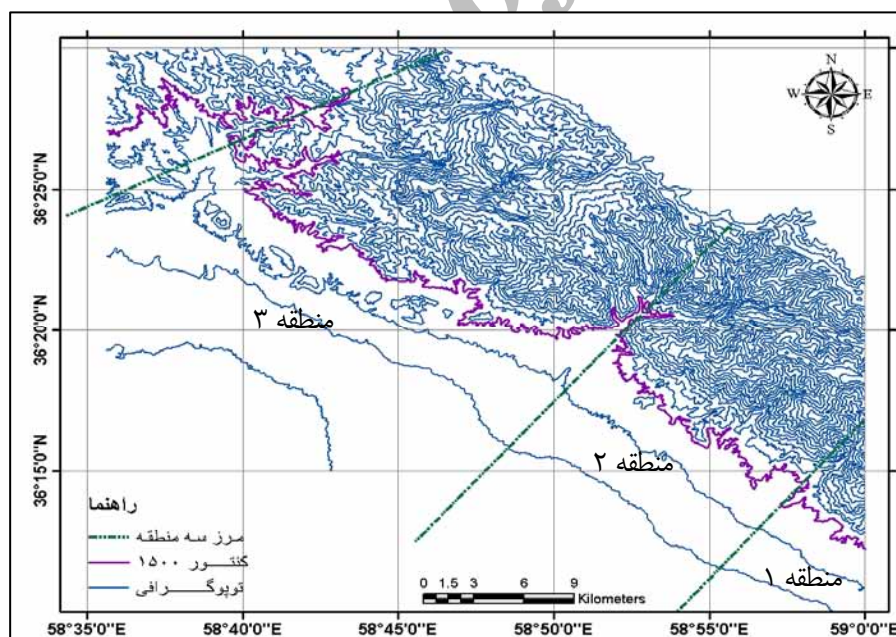 N
W E
S
36°25'0"N
36°20'0"N
36°15'0"N
منطقه ۳
منطقه ۲
منطقه ۱
راهنما
مرز سه منطقه
کنتور ۱۵۰۰
توپوگرافی
0 1.5 3 6 9
Kilometers
58°35'0"E 58°40'0"E 58°45'0"E 58°50'0"E 58°55'0"E 59°0'0"E